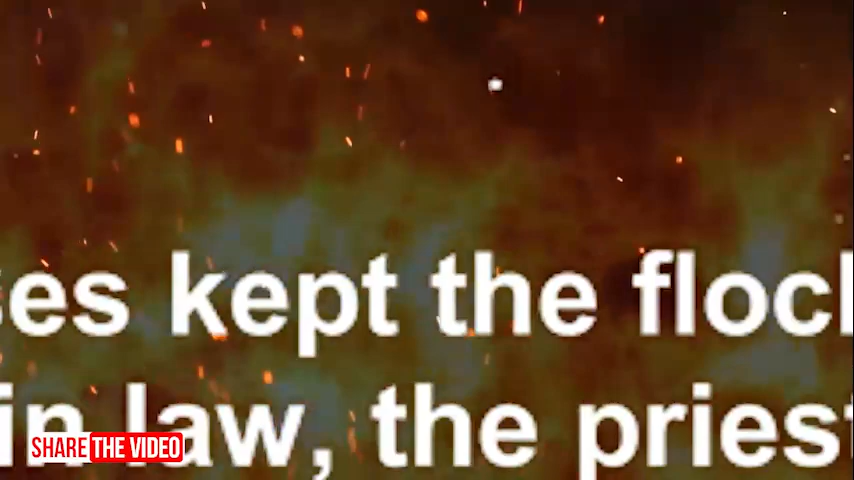 ses kept the flock
in law, the priest
SHARE THE VIDEO